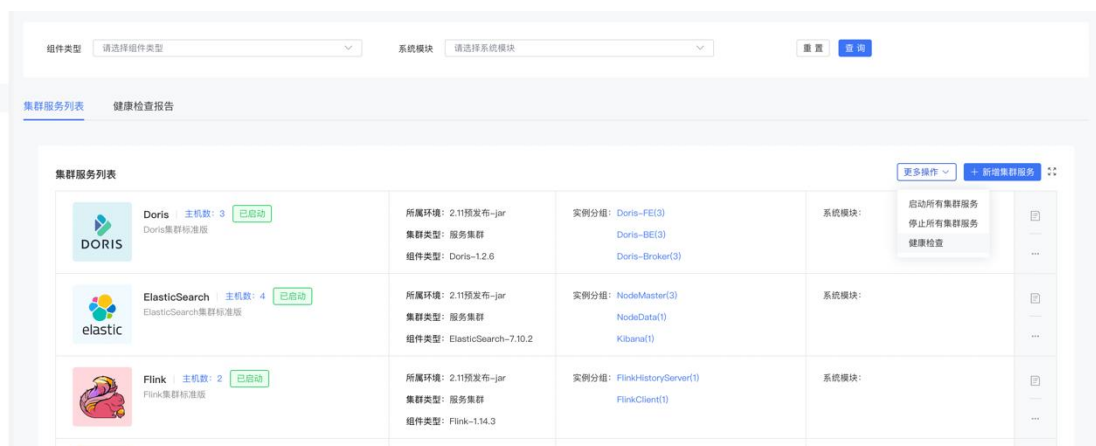 组件类型 请选择组件类型 系统模块 请选择系统模块 重置 查询
集群服务列表 健康检查报告
集群服务列表 更多操作 + 新增集群服务
启动所有集群服务
停止所有集群服务
健康检查
DORIS
Doris 主机数: 3 已启动
Doris集群标准版
所属环境: 2.11预发布-jar
集群类型: 服务集群
组件类型: Doris-1.2.6
实例分组: Doris-FE(3)
Doris-BE(3)
Doris-Broker(3)
系统模块:
elastic
ElasticSearch 主机数: 4 已启动
ElasticSearch集群标准版
所属环境: 2.11预发布-jar
集群类型: 服务集群
组件类型: ElasticSearch-7.10.2
实例分组: NodeMaster(3)
NodeData(1)
Kibana(1)
系统模块:
Flink 主机数: 2 已启动
Flink集群标准版
所属环境: 2.11预发布-jar
集群类型: 服务集群
组件类型: Flink-1.14.3
实例分组: FlinkHistoryServer(1)
FlinkClient(1)
系统模块: